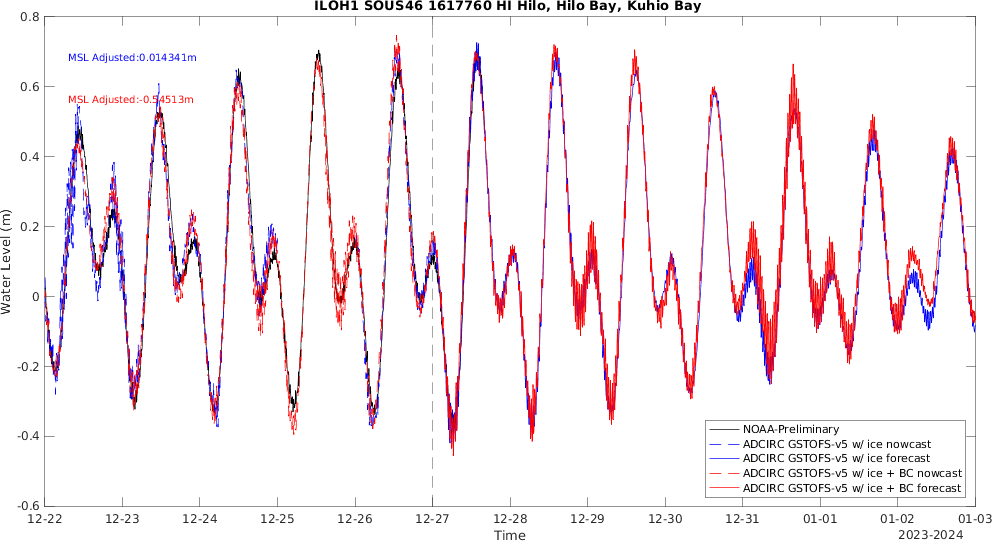 ILOH1 SOUS46 1617760 HI Hilo, Hilo Bay, Kuhio Bay
0.8
MSL Adjusted:0.014341m
0.6
MSL Adjusted:-0.54513m
0.4
0.2
0
-0.2
-0.4
-0.6
Water Level (m)
NOAA-Preliminary
ADCIRC GSTOFS-v5 w/ ice nowcast
ADCIRC GSTOFS-v5 w/ ice forecast
ADCIRC GSTOFS-v5 w/ ice + BC nowcast
ADCIRC GSTOFS-v5 w/ ice + BC forecast
12-22 12-23 12-24 12-25 12-26 12-27 12-28 12-29 12-30 12-31 01-01 01-02 01-03
Time
2023-2024